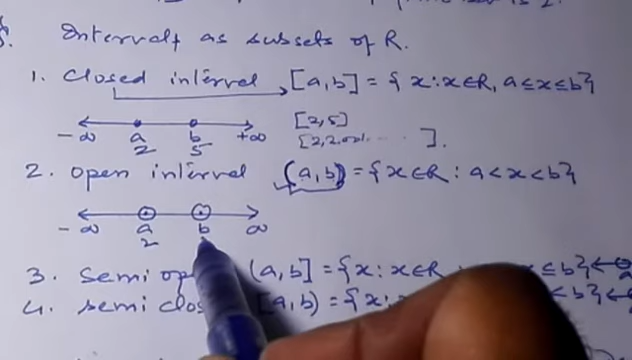 Intervals as subsets of R.
1. Closed interval [a,b] = { x : x∈R, a≤x≤b}
-∞ a b +∞ [2,5]
2 5 [2,2.001. ... ].
2. open interval (a,b) = {x∈R : a<x<b}
-∞ a b ∞
2
3. Semi op (a,b] = {x: x∈R x≤b}
4. semi clos [a,b) = {x: